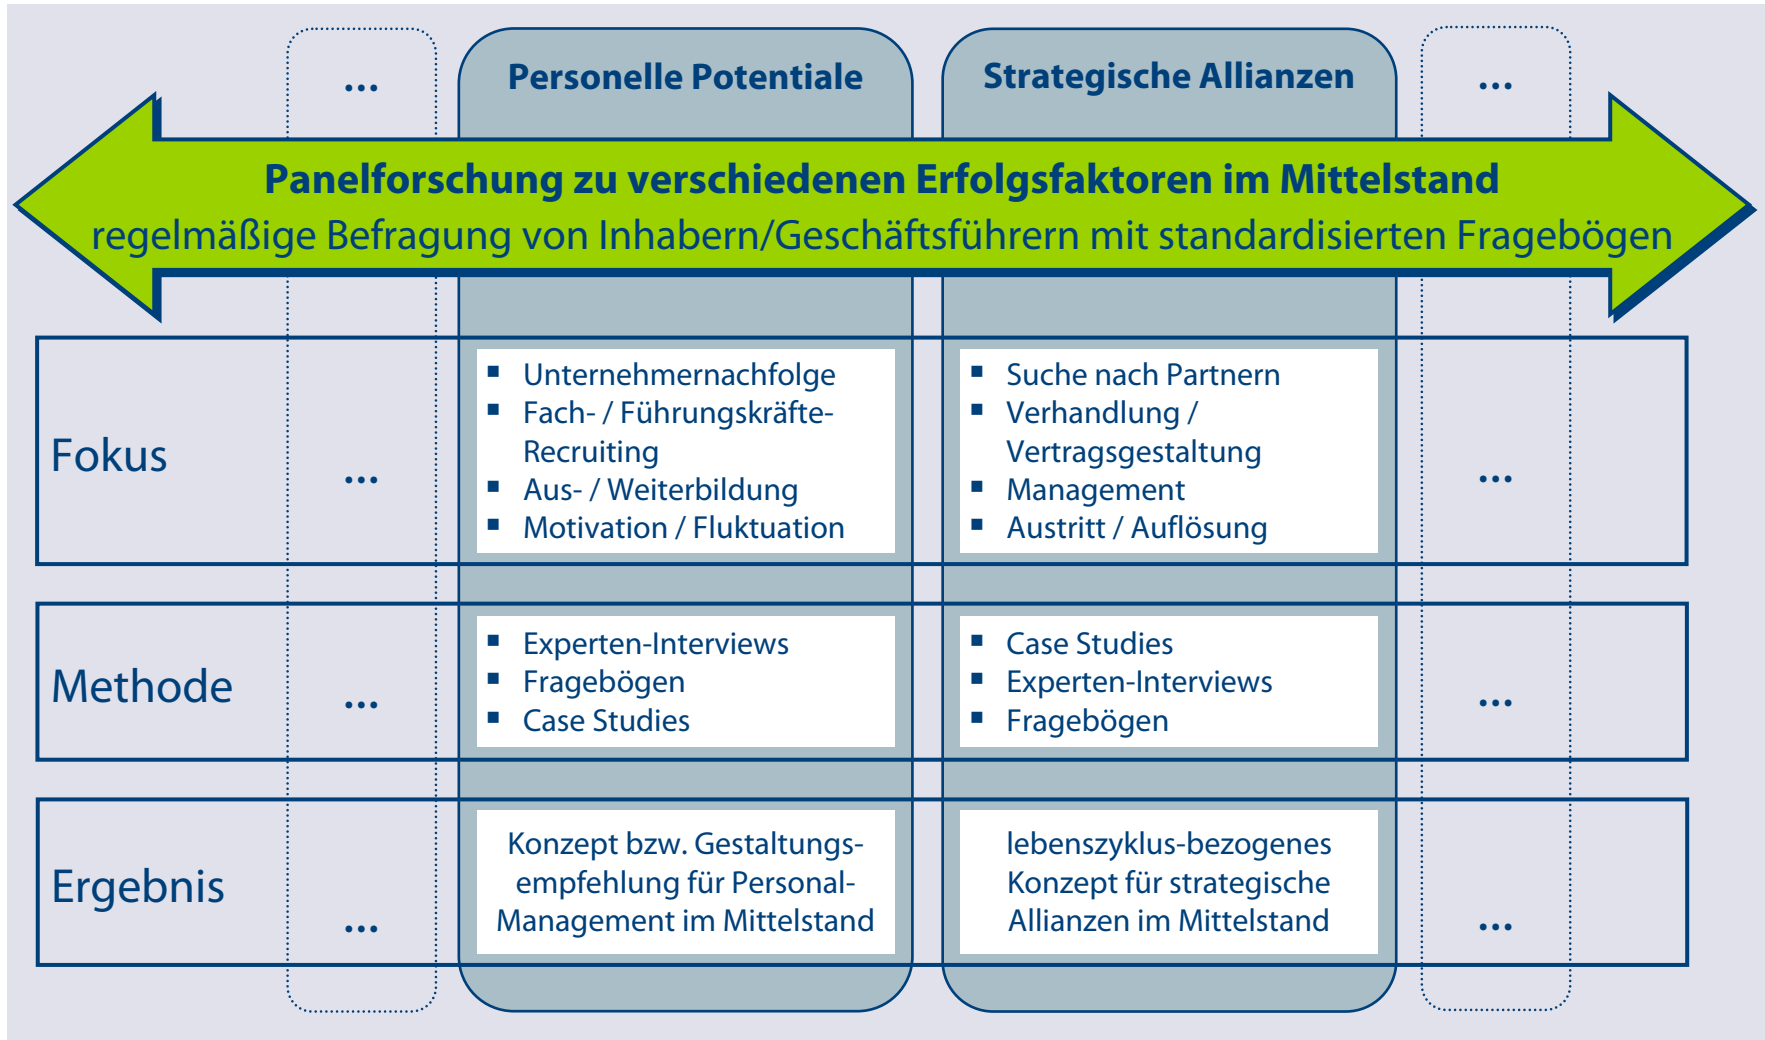 ...
Personelle Potentiale
Strategische Allianzen
...
Panelforschung zu verschiedenen Erfolgsfaktoren im Mittelstand
regelmäßige Befragung von Inhabern/Geschäftsführern mit standardisierten Fragebögen
Fokus
...
▪ Unternehmernachfolge
▪ Fach- / Führungskräfte-
Recruiting
▪ Aus- / Weiterbildung
▪ Motivation / Fluktuation
▪ Suche nach Partnern
▪ Verhandlung /
Vertragsgestaltung
▪ Management
▪ Austritt / Auflösung
...
Methode
...
▪ Experten-Interviews
▪ Fragebögen
▪ Case Studies
▪ Case Studies
▪ Experten-Interviews
▪ Fragebögen
...
Ergebnis
...
Konzept bzw. Gestaltungs-
empfehlung für Personal-
Management im Mittelstand
lebenszyklus-bezogenes
Konzept für strategische
Allianzen im Mittelstand
...